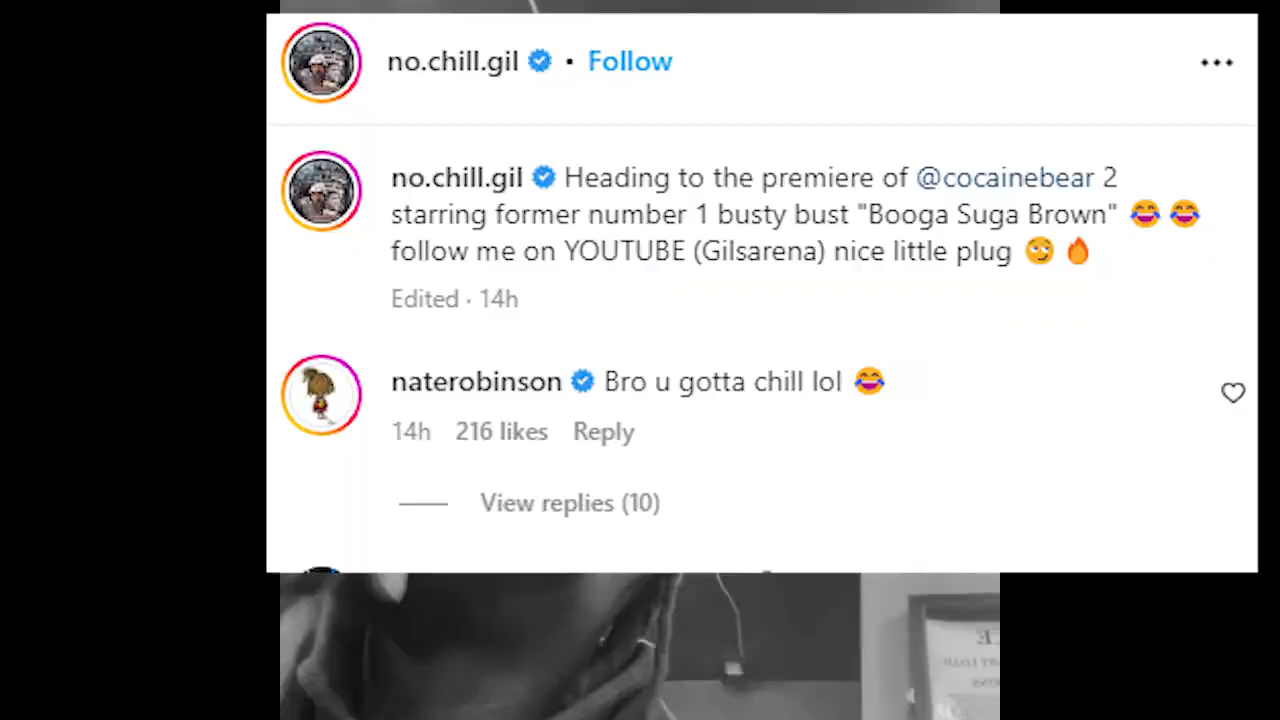 no.chill.gil • Follow
no.chill.gil Heading to the premiere of @cocainebear 2
starring former number 1 busty bust "Booga Suga Brown" 😂 😂
follow me on YOUTUBE (Gilsarena) nice little plug 😏 🔥
Edited · 14h
naterobinson Bro u gotta chill lol 😂
14h 216 likes Reply
View replies (10)